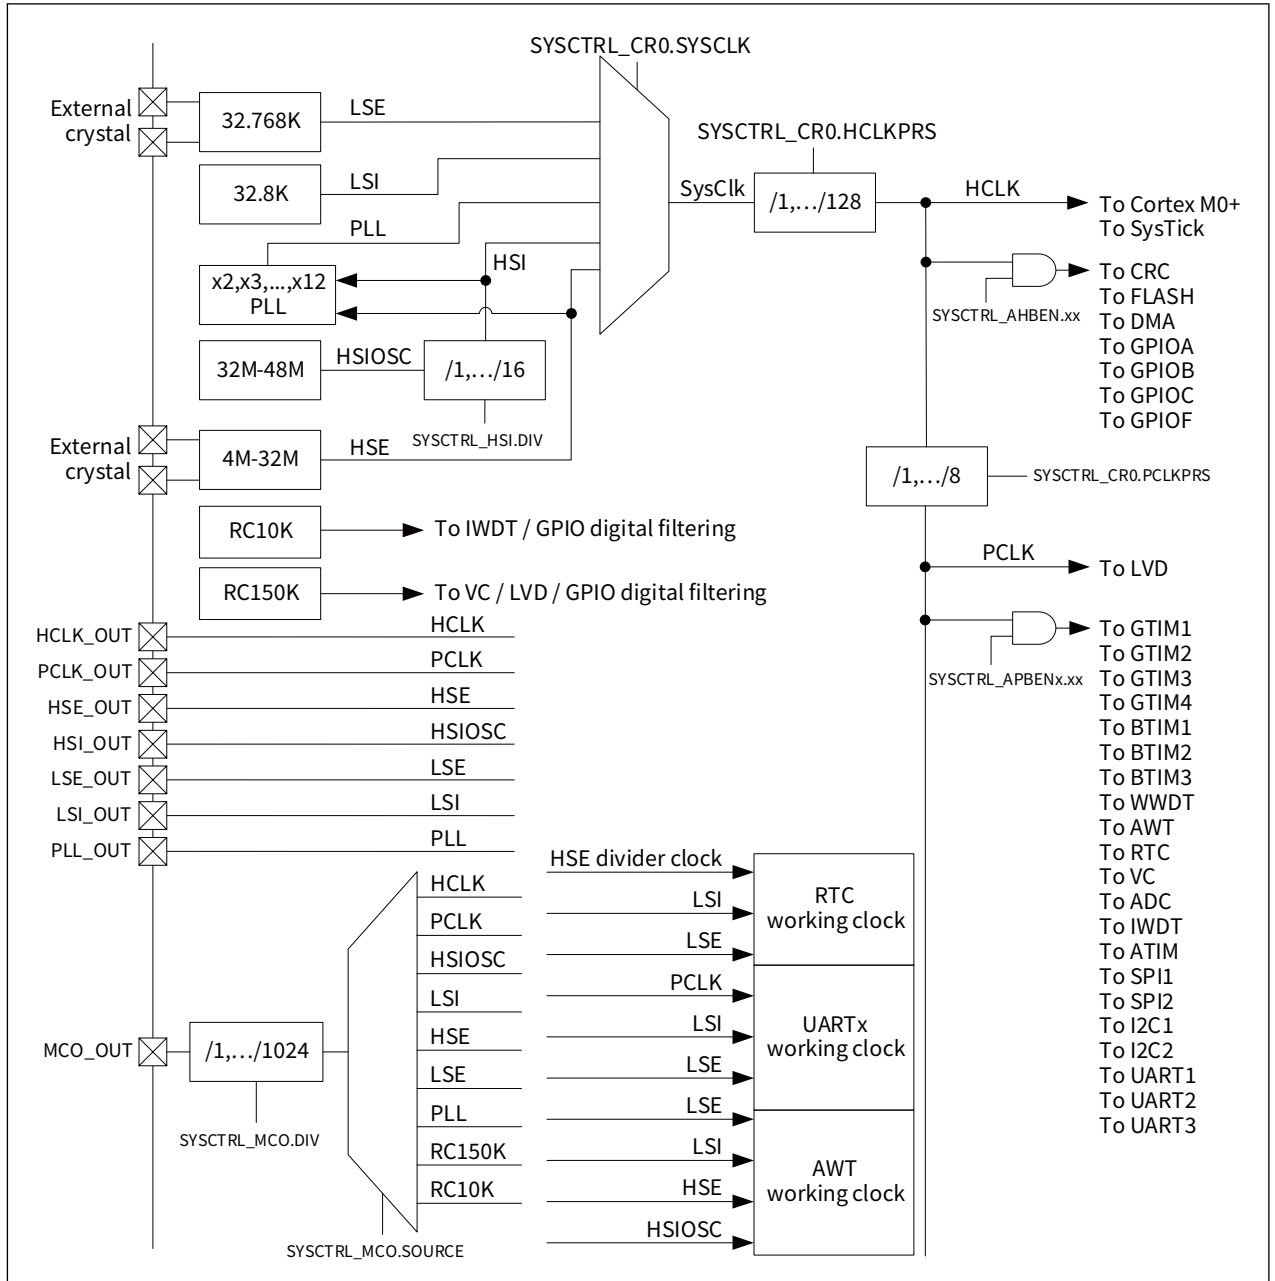 SYSCTRL_CR0.SYSCLK
External
crystal
32.768K
LSE
SYSCTRL_CR0.HCLKPRS
32.8K
LSI
SysClk
/1,.../128
HCLK
To Cortex M0+
To SysTick
PLL
HSI
x2,x3,...,x12
PLL
To CRC
To FLASH
To DMA
To GPIOA
To GPIOB
To GPIOC
To GPIOF
SYSCTRL_AHBEN.xx
32M-48M
HSIOSC
/1,.../16
SYSCTRL_HSI.DIV
External
crystal
4M-32M
HSE
/1,.../8
SYSCTRL_CR0.PCLKPRS
RC10K
To IWDT / GPIO digital filtering
RC150K
To VC / LVD / GPIO digital filtering
PCLK
To LVD
HCLK_OUT
HCLK
PCLK_OUT
PCLK
HSE_OUT
HSE
HSI_OUT
HSIOSC
LSE_OUT
LSE
LSI_OUT
LSI
PLL_OUT
PLL
SYSCTRL_APBENx.xx
To GTIM1
To GTIM2
To GTIM3
To GTIM4
To BTIM1
To BTIM2
To BTIM3
To WWDT
To AWT
To RTC
To VC
To ADC
To IWDT
To ATIM
To SPI1
To SPI2
To I2C1
To I2C2
To UART1
To UART2
To UART3
MCO_OUT
/1,.../1024
SYSCTRL_MCO.DIV
HCLK
PCLK
HSIOSC
LSI
HSE
LSE
PLL
RC150K
RC10K
SYSCTRL_MCO.SOURCE
HSE divider clock
LSI
LSE
RTC
working clock
PCLK
LSI
LSE
UARTx
working clock
LSE
LSI
HSE
HSIOSC
AWT
working clock